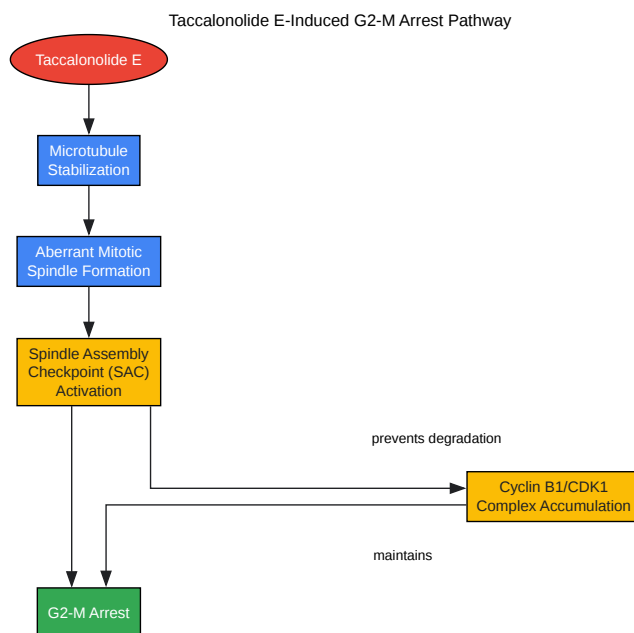 Taccalonolide E-Induced G2-M Arrest Pathway
Taccalonolide E
Microtubule
Stabilization
Aberrant Mitotic
Spindle Formation
Spindle Assembly
Checkpoint (SAC)
Activation
prevents degradation
Cyclin B1/CDK1
Complex Accumulation
maintains
G2-M Arrest